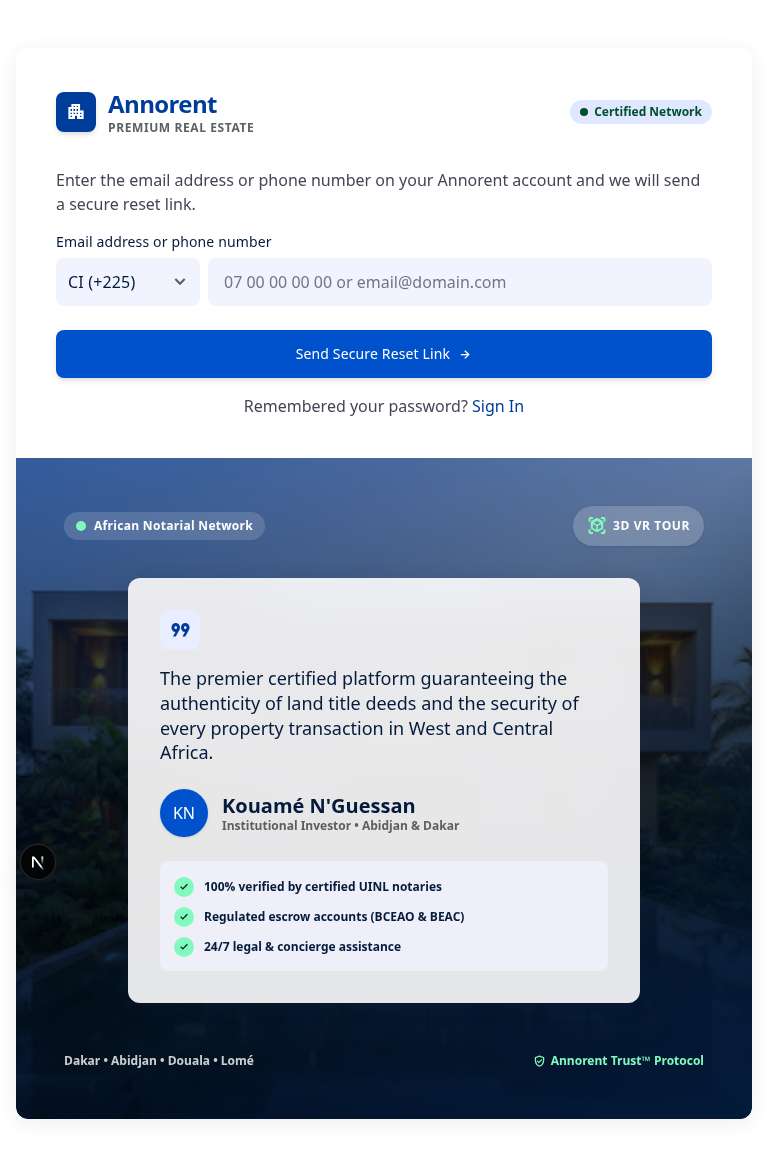 Annorent
PREMIUM REAL ESTATE
Certified Network
Enter the email address or phone number on your Annorent account and we will send
a secure reset link.
Email address or phone number
CI (+225)
07 00 00 00 00 or email@domain.com
Send Secure Reset Link
Remembered your password? Sign In
African Notarial Network
3D VR TOUR
The premier certified platform guaranteeing the
authenticity of land title deeds and the security of
every property transaction in West and Central
Africa.
KN
Kouamé N'Guessan
Institutional Investor • Abidjan & Dakar
N
100% verified by certified UINL notaries
Regulated escrow accounts (BCEAO & BEAC)
24/7 legal & concierge assistance
Dakar • Abidjan • Douala • Lomé
Annorent Trust™ Protocol